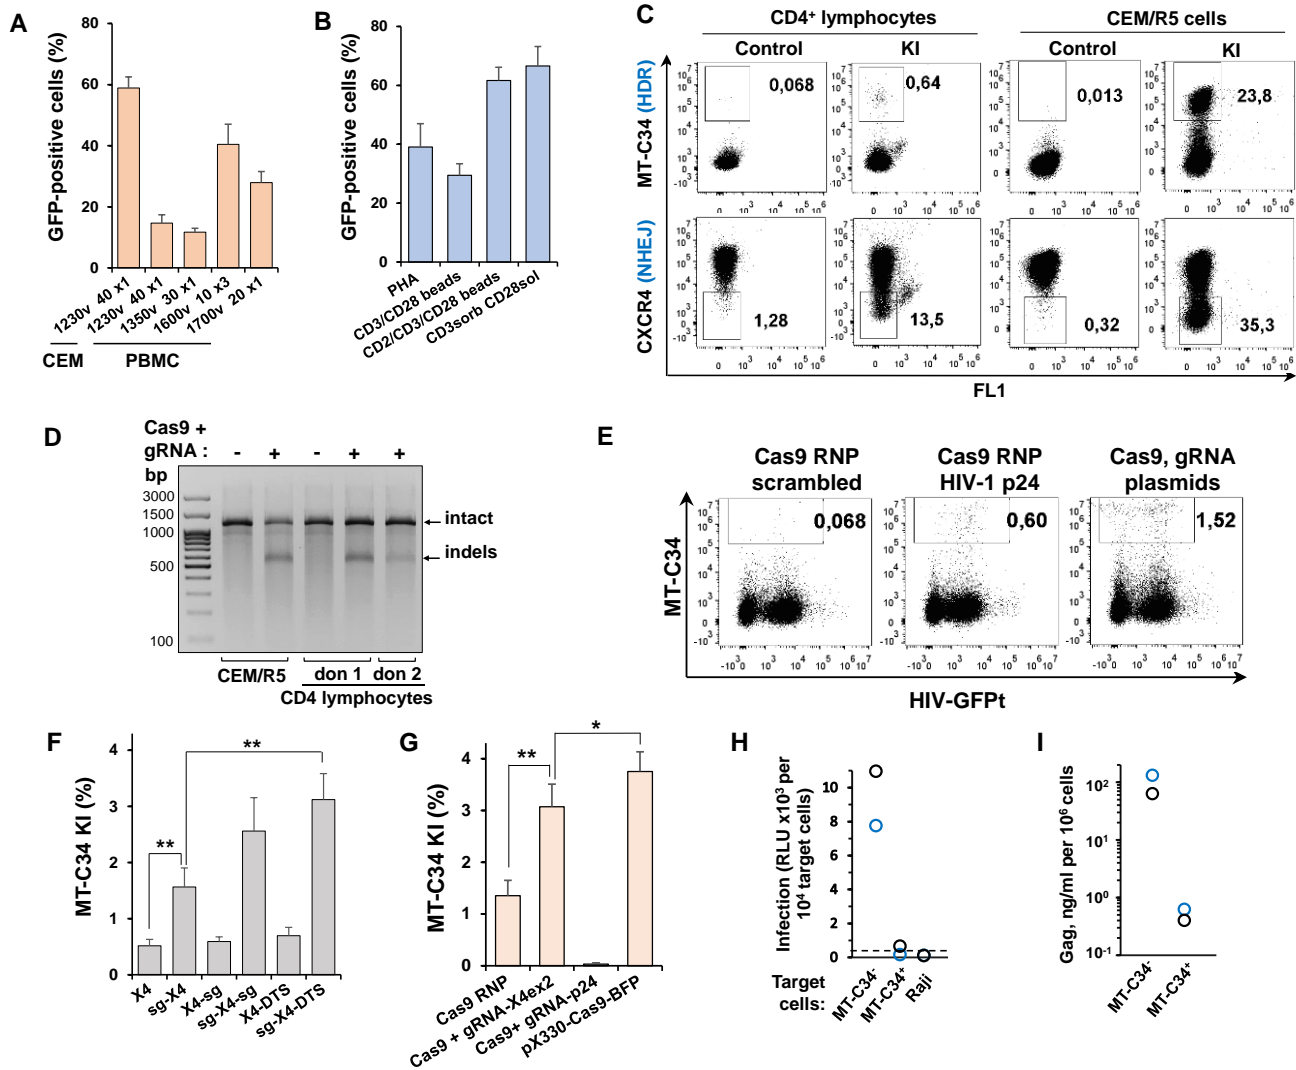 A
GFP-positive cells (%)
80
60
40
20
0
1230v 40 x1
1230v 40 x1
1350v 30 x1
1600v 10 x3
1700v 20 x1
CEM
PBMC
B
GFP-positive cells (%)
80
60
40
20
0
PHA
CD3/CD28 beads
CD2/CD3/CD28 beads
CD3sorb CD28sol
C
CD4⁺ lymphocytes
CEM/R5 cells
Control
KI
Control
KI
MT-C34 (HDR)
0,068
0,64
0,013
23,8
CXCR4 (NHEJ)
1,28
13,5
0,32
35,3
FL1
D
Cas9 +
gRNA :
- + - + +
bp
3000
1500
1000
500
100
intact
indels
CEM/R5
don 1
don 2
CD4 lymphocytes
E
Cas9 RNP
scrambled
Cas9 RNP
HIV-1 p24
Cas9, gRNA
plasmids
MT-C34
0,068
0,60
1,52
HIV-GFPt
F
MT-C34 KI (%)
4
3
2
1
0
**
**
X4
sg-X4
X4-sg
sg-X4-sg
X4-DTS
sg-X4-DTS
G
MT-C34 KI (%)
4
3
2
1
0
**
*
Cas9 RNP
Cas9 + gRNA-X4ex2
Cas9+ gRNA-p24
pX330-Cas9-BFP
H
Infection (RLU x10³ per
10⁴ target cells)
10
8
6
4
2
0
Target
cells:
MT-C34⁻
MT-C34⁺
Raji
I
Gag, ng/ml per 10⁶ cells
10²
10¹
10⁰
10⁻¹
MT-C34⁻
MT-C34⁺